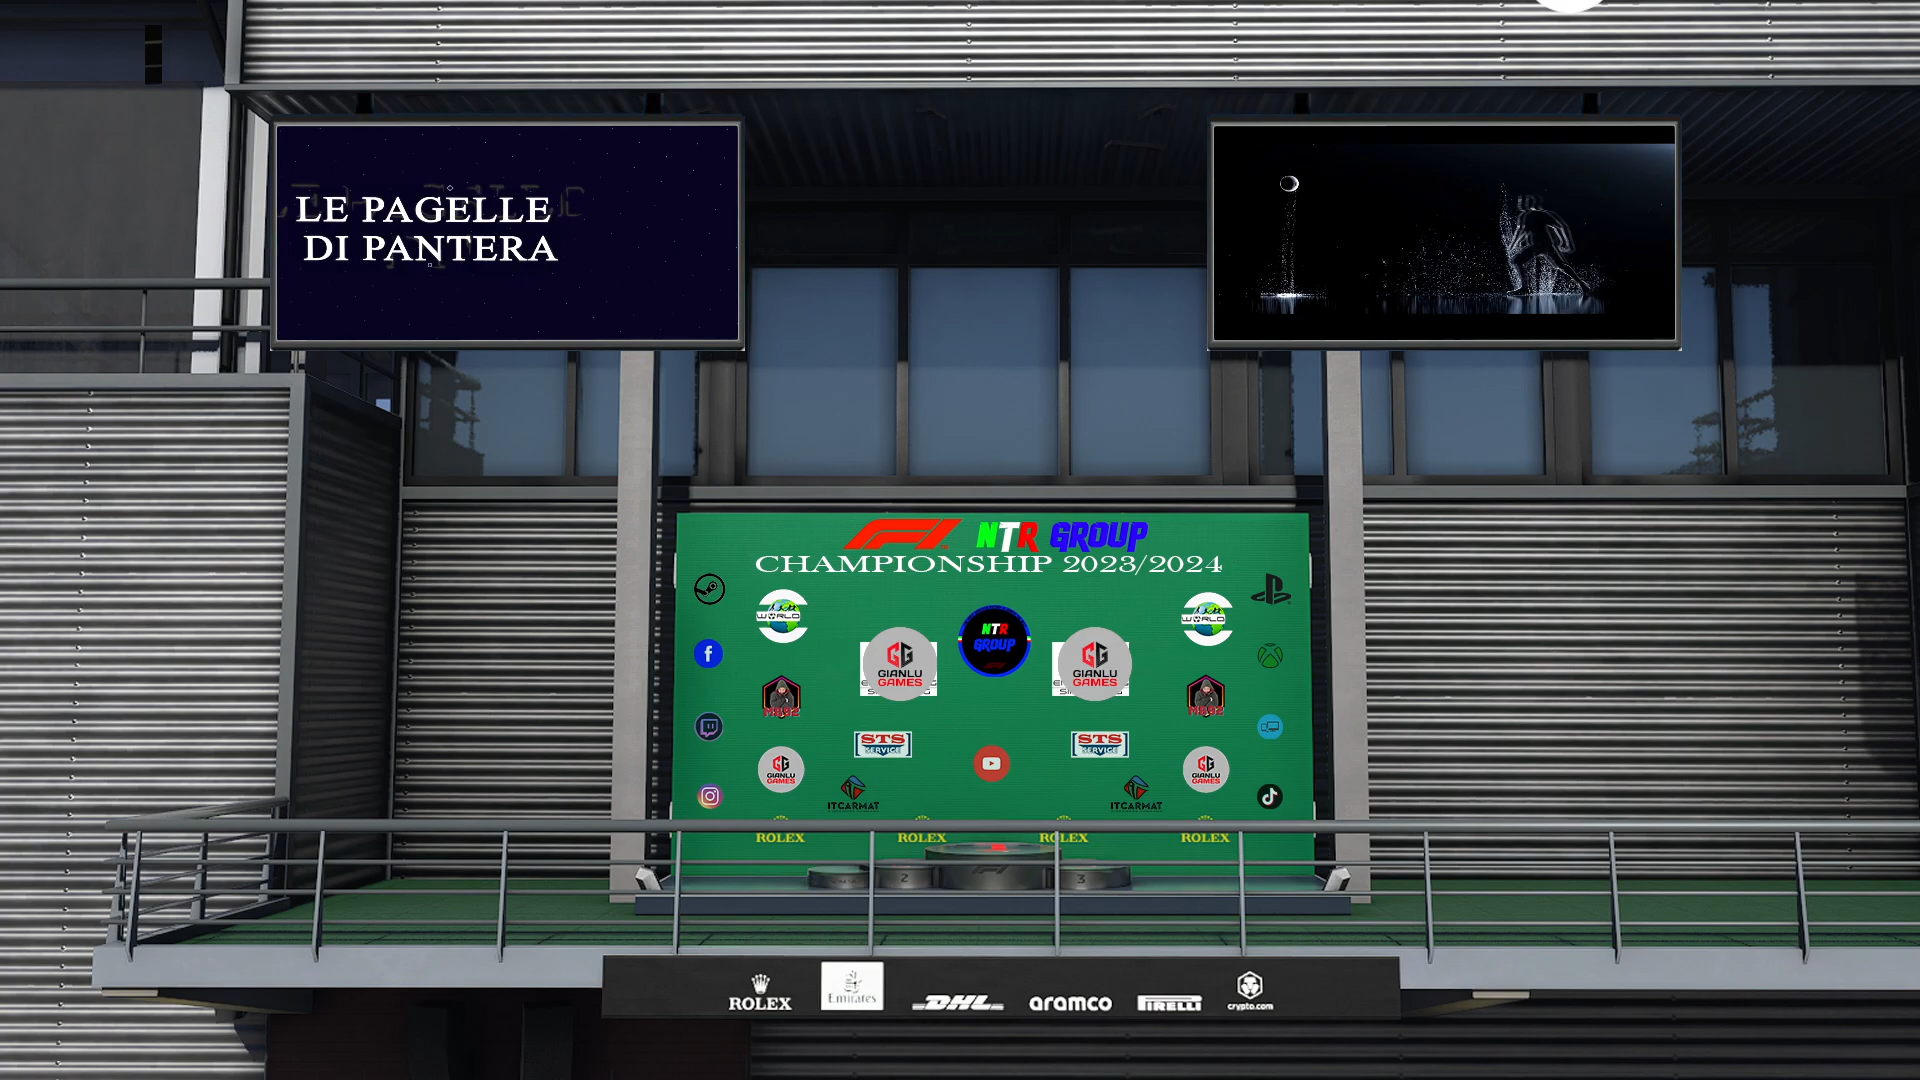 LE PAGELLE
DI PANTERA
NTR GROUP
CHAMPIONSHIP 2023/2024
WORLD
WORLD
NTR
GROUP
GIANLU
GAMES
GIANLU
GAMES
STS
SERVICE
STS
SERVICE
GIANLU
GAMES
GIANLU
GAMES
ITCARMAT
ITCARMAT
ROLEX
ROLEX
ROLEX
ROLEX
2
3
ROLEX
Emirates
DHL
aramco
PIRELLI
crypto.com